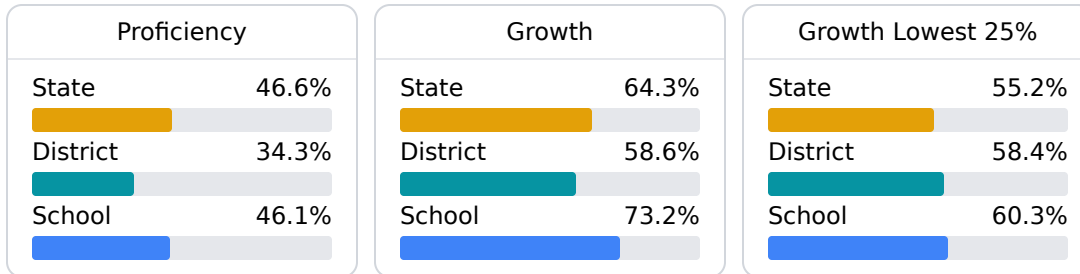 Proficiency
State 46.6%
District 34.3%
School 46.1%
Growth
State 64.3%
District 58.6%
School 73.2%
Growth Lowest 25%
State 55.2%
District 58.4%
School 60.3%